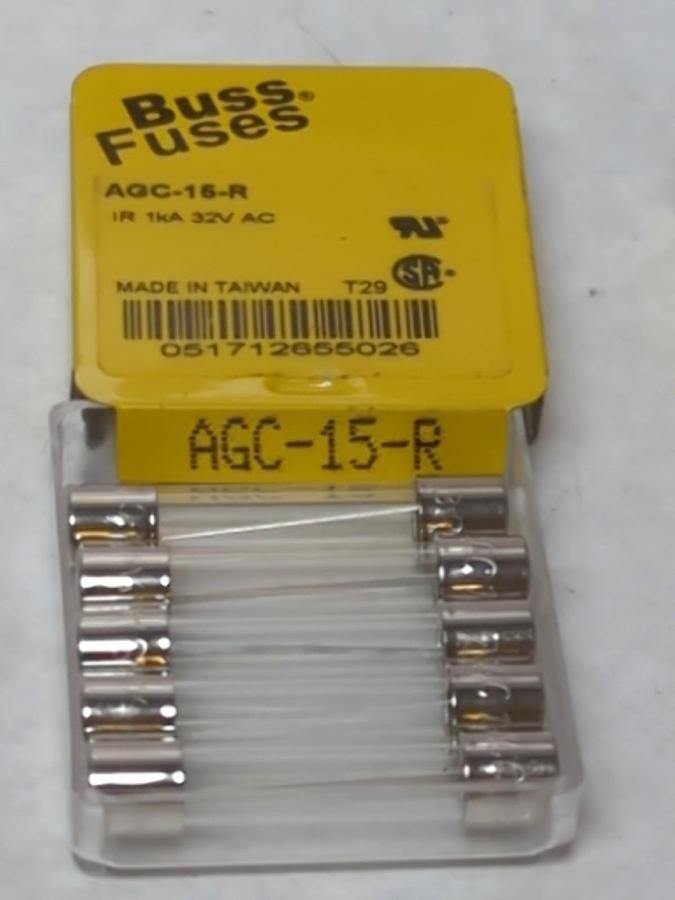 Buss®
Fuses
AGC-15-R
IR 1kA 32V AC
MADE IN TAIWAN T29
051712655026
AGC-15-R